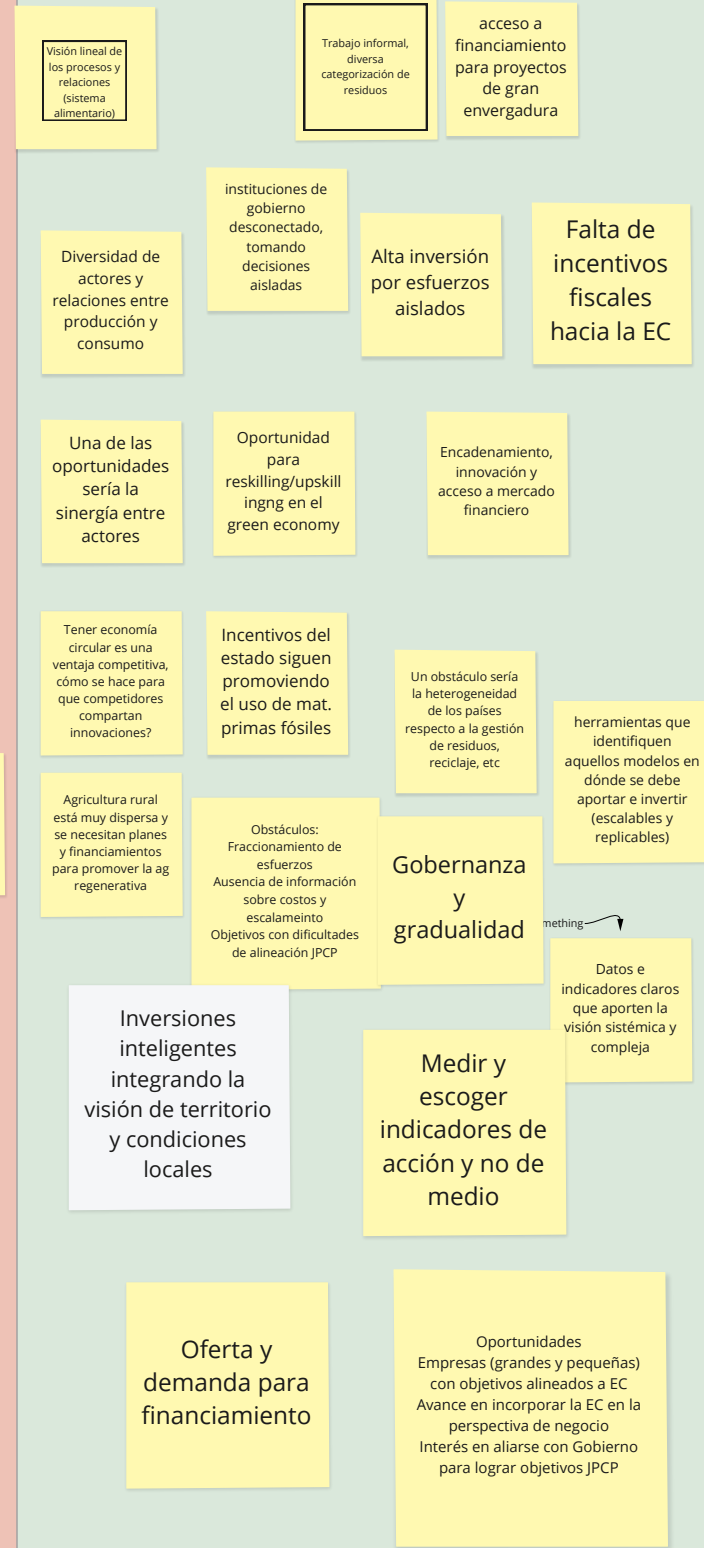 Visión lineal de
los procesos y
relaciones
(sistema
alimentario)
Trabajo informal,
diversa
categorización de
residuos
acceso a
financiamiento
para proyectos
de gran
envergadura
Diversidad de
actores y
relaciones entre
producción y
consumo
instituciones de
gobierno
desconectado,
tomando
decisiones
aisladas
Alta inversión
por esfuerzos
aislados
Falta de
incentivos
fiscales
hacia la EC
Una de las
oportunidades
sería la
sinergía entre
actores
Oportunidad
para
reskilling/upskill
ingng en el
green economy
Encadenamiento,
innovación y
acceso a mercado
financiero
Tener economía
circular es una
ventaja competitiva,
cómo se hace para
que competidores
compartan
innovaciones?
Incentivos del
estado siguen
promoviendo
el uso de mat.
primas fósiles
Un obstáculo sería
la heterogeneidad
de los países
respecto a la gestión
de residuos,
reciclaje, etc
herramientas que
identifiquen
aquellos modelos en
dónde se debe
aportar e invertir
(escalables y
replicables)
Agricultura rural
está muy dispersa y
se necesitan planes
y financiamientos
para promover la ag
regenerativa
Obstáculos:
Fraccionamiento de
esfuerzos
Ausencia de información
sobre costos y
escalameinto
Objetivos con dificultades
de alineación JPCP
Gobernanza
y
gradualidad
mething
Datos e
indicadores claros
que aporten la
visión sistémica y
compleja
Inversiones
inteligentes
integrando la
visión de territorio
y condiciones
locales
Medir y
escoger
indicadores de
acción y no de
medio
Oferta y
demanda para
financiamiento
Oportunidades
Empresas (grandes y pequeñas)
con objetivos alineados a EC
Avance en incorporar la EC en la
perspectiva de negocio
Interés en aliarse con Gobierno
para lograr objetivos JPCP